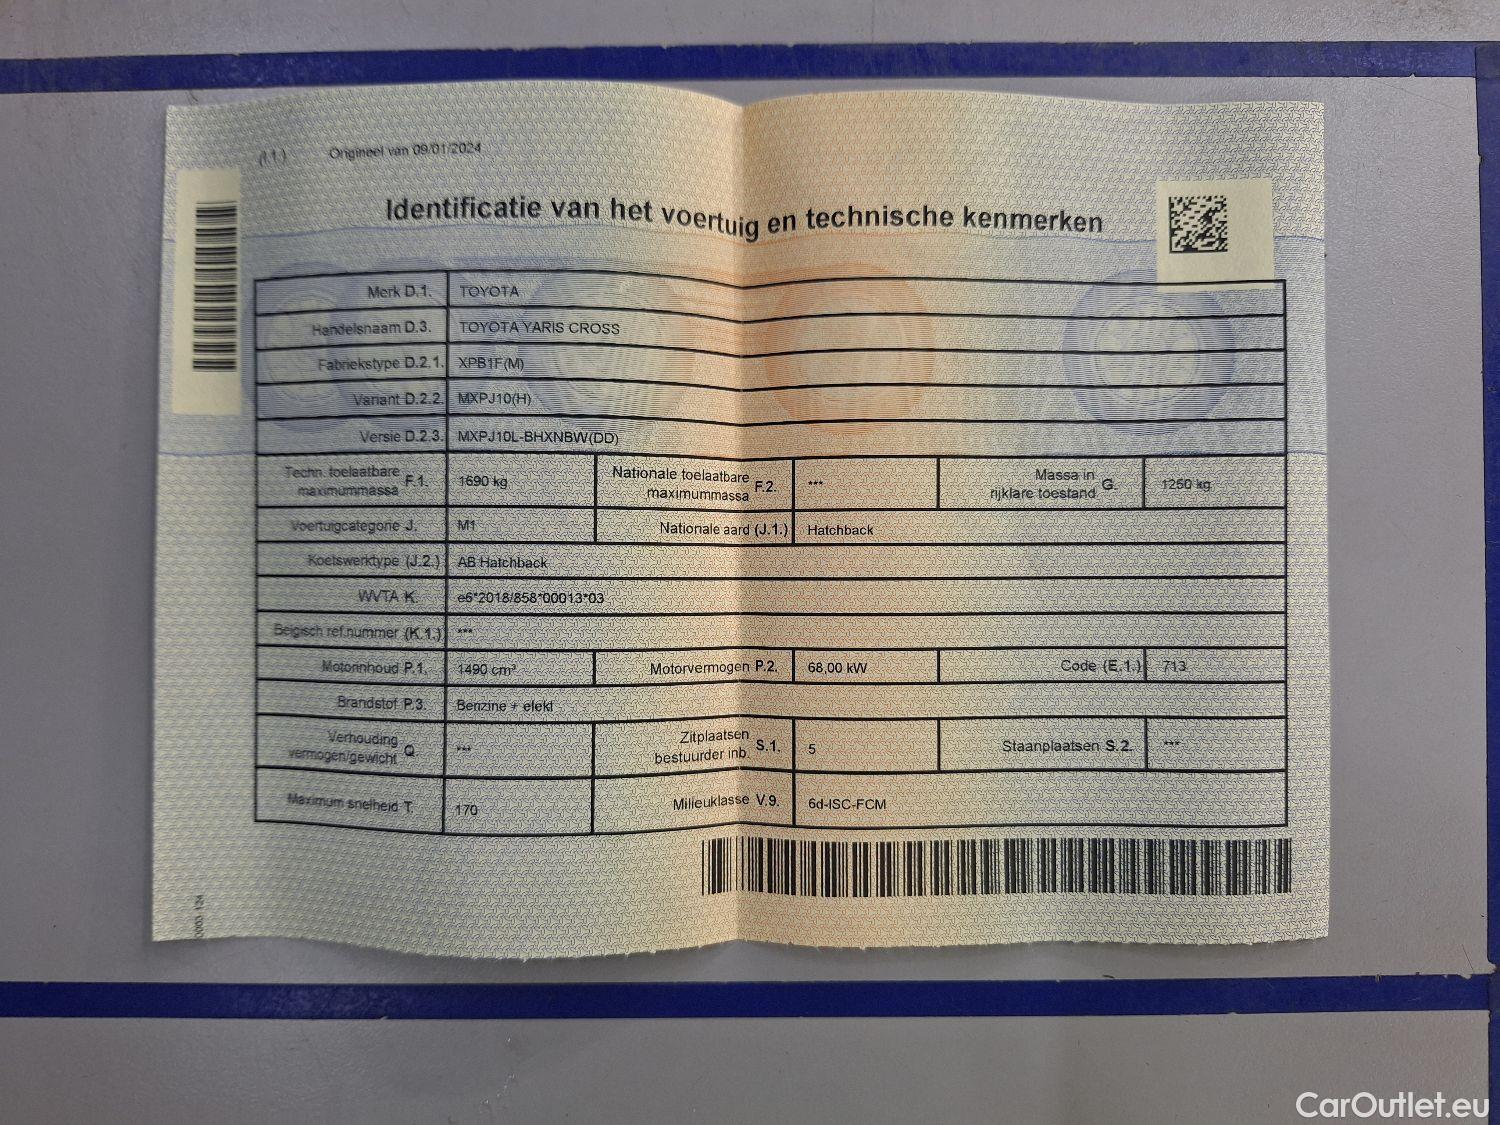 (I.1.) Origineel van 09/01/2024
Identificatie van het voertuig en technische kenmerken
Merk D.1. TOYOTA
Handelsnaam D.3. TOYOTA YARIS CROSS
Fabriekstype D.2.1. XPB1F(M)
Variant D.2.2. MXPJ10(H)
Versie D.2.3. MXPJ10L-BHXNBW(DD)
Techn. toelaatbare
maximummassa F.1. 1690 kg
Nationale toelaatbare
maximummassa F.2. ***
Massa in
rijklare toestand G. 1250 kg
Voertuigcategorie J. M1 Nationale aard (J.1.) Hatchback
Koetswerktype (J.2.) AB Hatchback
WVTA K. e6*2018/858*00013*03
Belgisch ref.nummer (K.1.) ***
Motorinhoud P.1. 1490 cm³ Motorvermogen P.2. 68,00 kW Code (E.1.) 713
Brandstof P.3. Benzine + elekt
Verhouding
vermogen/gewicht Q. ***
Zitplaatsen
bestuurder inb. S.1. 5
Staanplaatsen S.2. ***
Maximum snelheid T. 170 Milieuklasse V.9. 6d-ISC-FCM
CarOutlet.eu